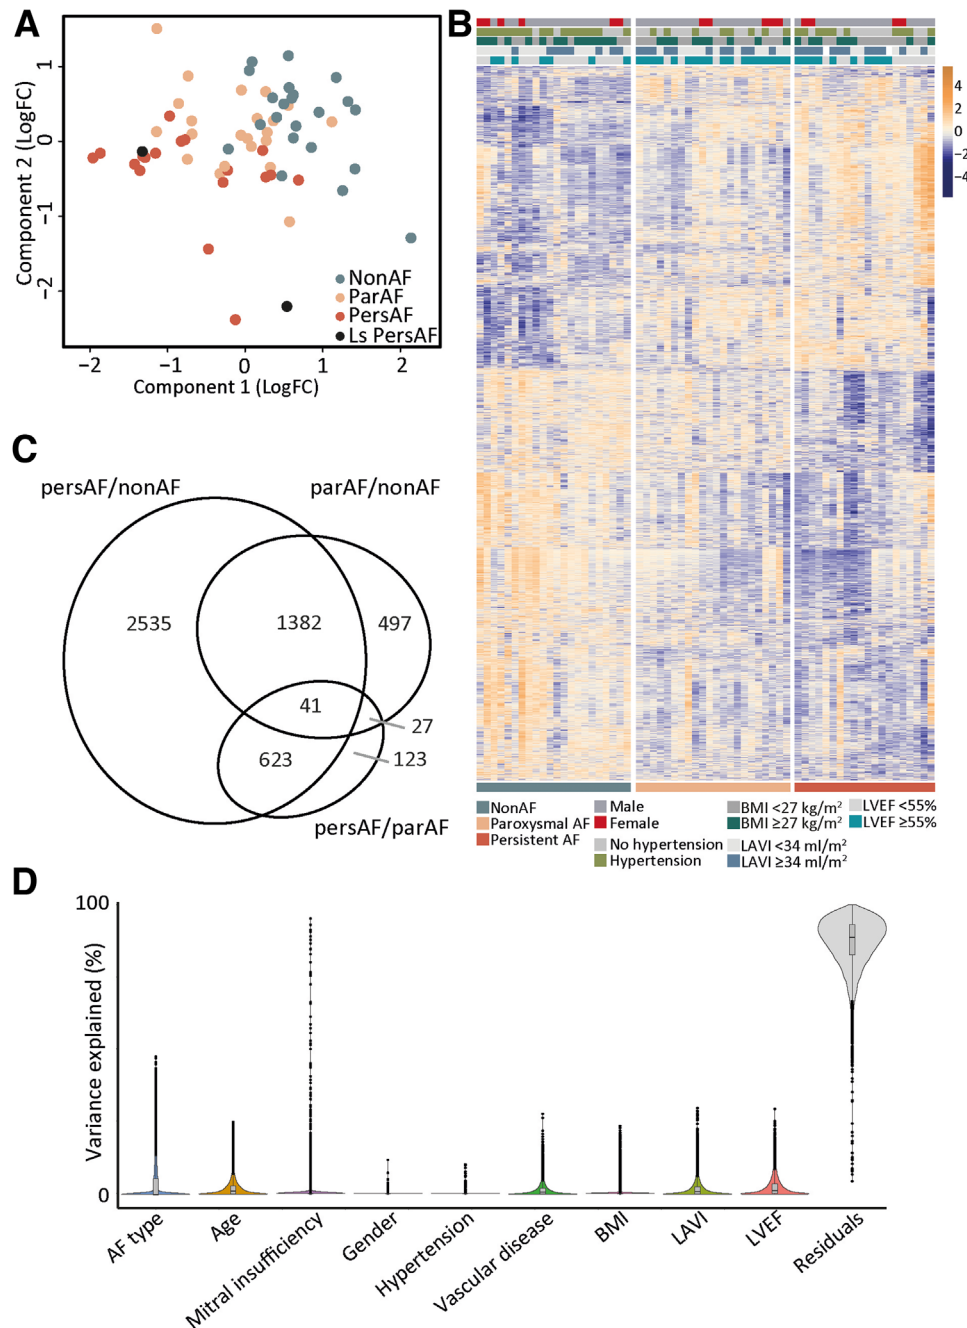 A
Component 2 (LogFC)
1
0
−1
−2
NonAF
ParAF
PersAF
Ls PersAF
−2
−1
0
1
2
Component 1 (LogFC)
B
4
2
0
−2
−4
NonAF
Paroxysmal AF
Persistent AF
Male
Female
No hypertension
Hypertension
BMI <27 kg/m²
BMI ≥27 kg/m²
LAVI <34 ml/m²
LAVI ≥34 ml/m²
LVEF <55%
LVEF ≥55%
C
persAF/nonAF
parAF/nonAF
2535
1382
497
41
27
623
123
persAF/parAF
D
Variance explained (%)
100
0
AF type
Age
Mitral insufficiency
Gender
Hypertension
Vascular disease
BMI
LAVI
LVEF
Residuals